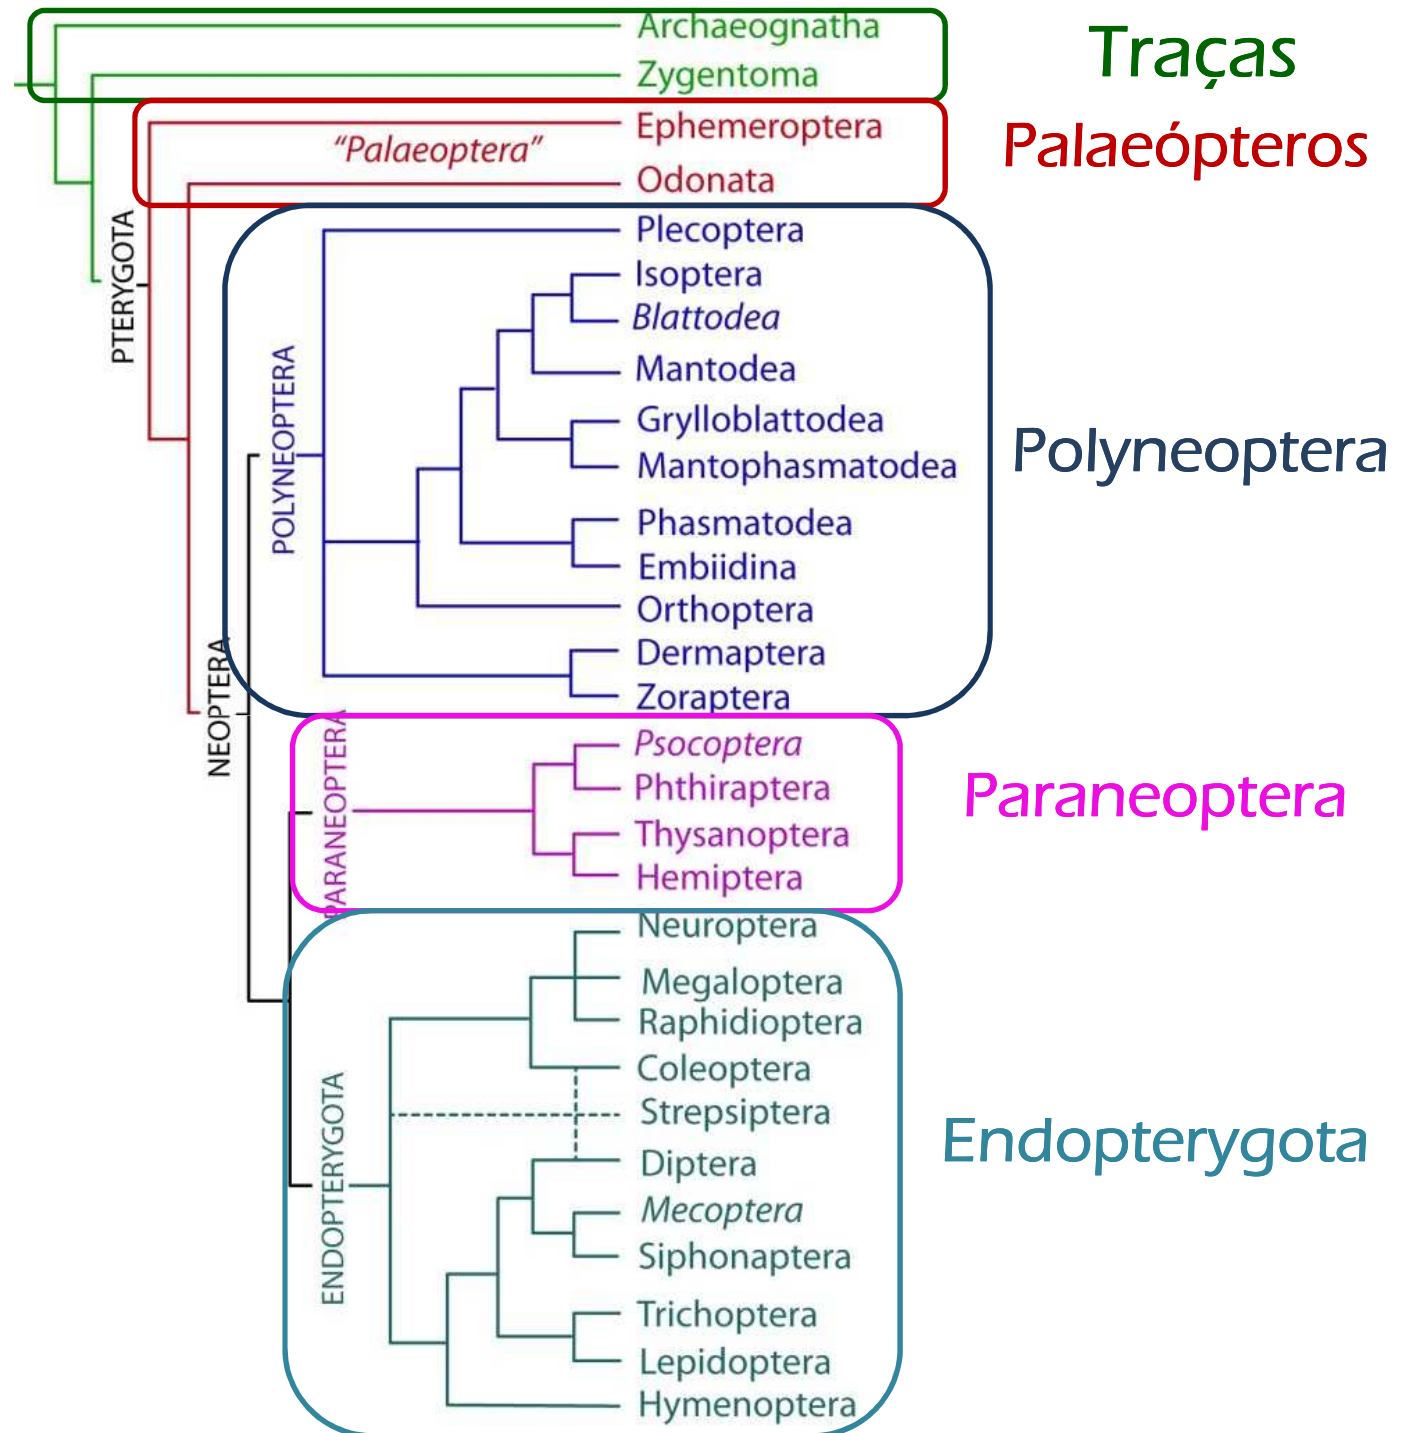 Archaeognatha
Zygentoma
Traças
Ephemeroptera
"Palaeoptera"
Odonata
Palaeópteros
PTERYGOTA
Plecoptera
Isoptera
Blattodea
Mantodea
Grylloblattodea
Mantophasmatodea
Phasmatodea
Embiidina
Orthoptera
Dermaptera
Zoraptera
POLYNEOPTERA
Polyneoptera
NEOPTERA
Psocoptera
Phthiraptera
Thysanoptera
Hemiptera
PARANEOPTERA
Paraneoptera
Neuroptera
Megaloptera
Raphidioptera
Coleoptera
Strepsiptera
Diptera
Mecoptera
Siphonaptera
Trichoptera
Lepidoptera
Hymenoptera
ENDOPTERYGOTA
Endopterygota